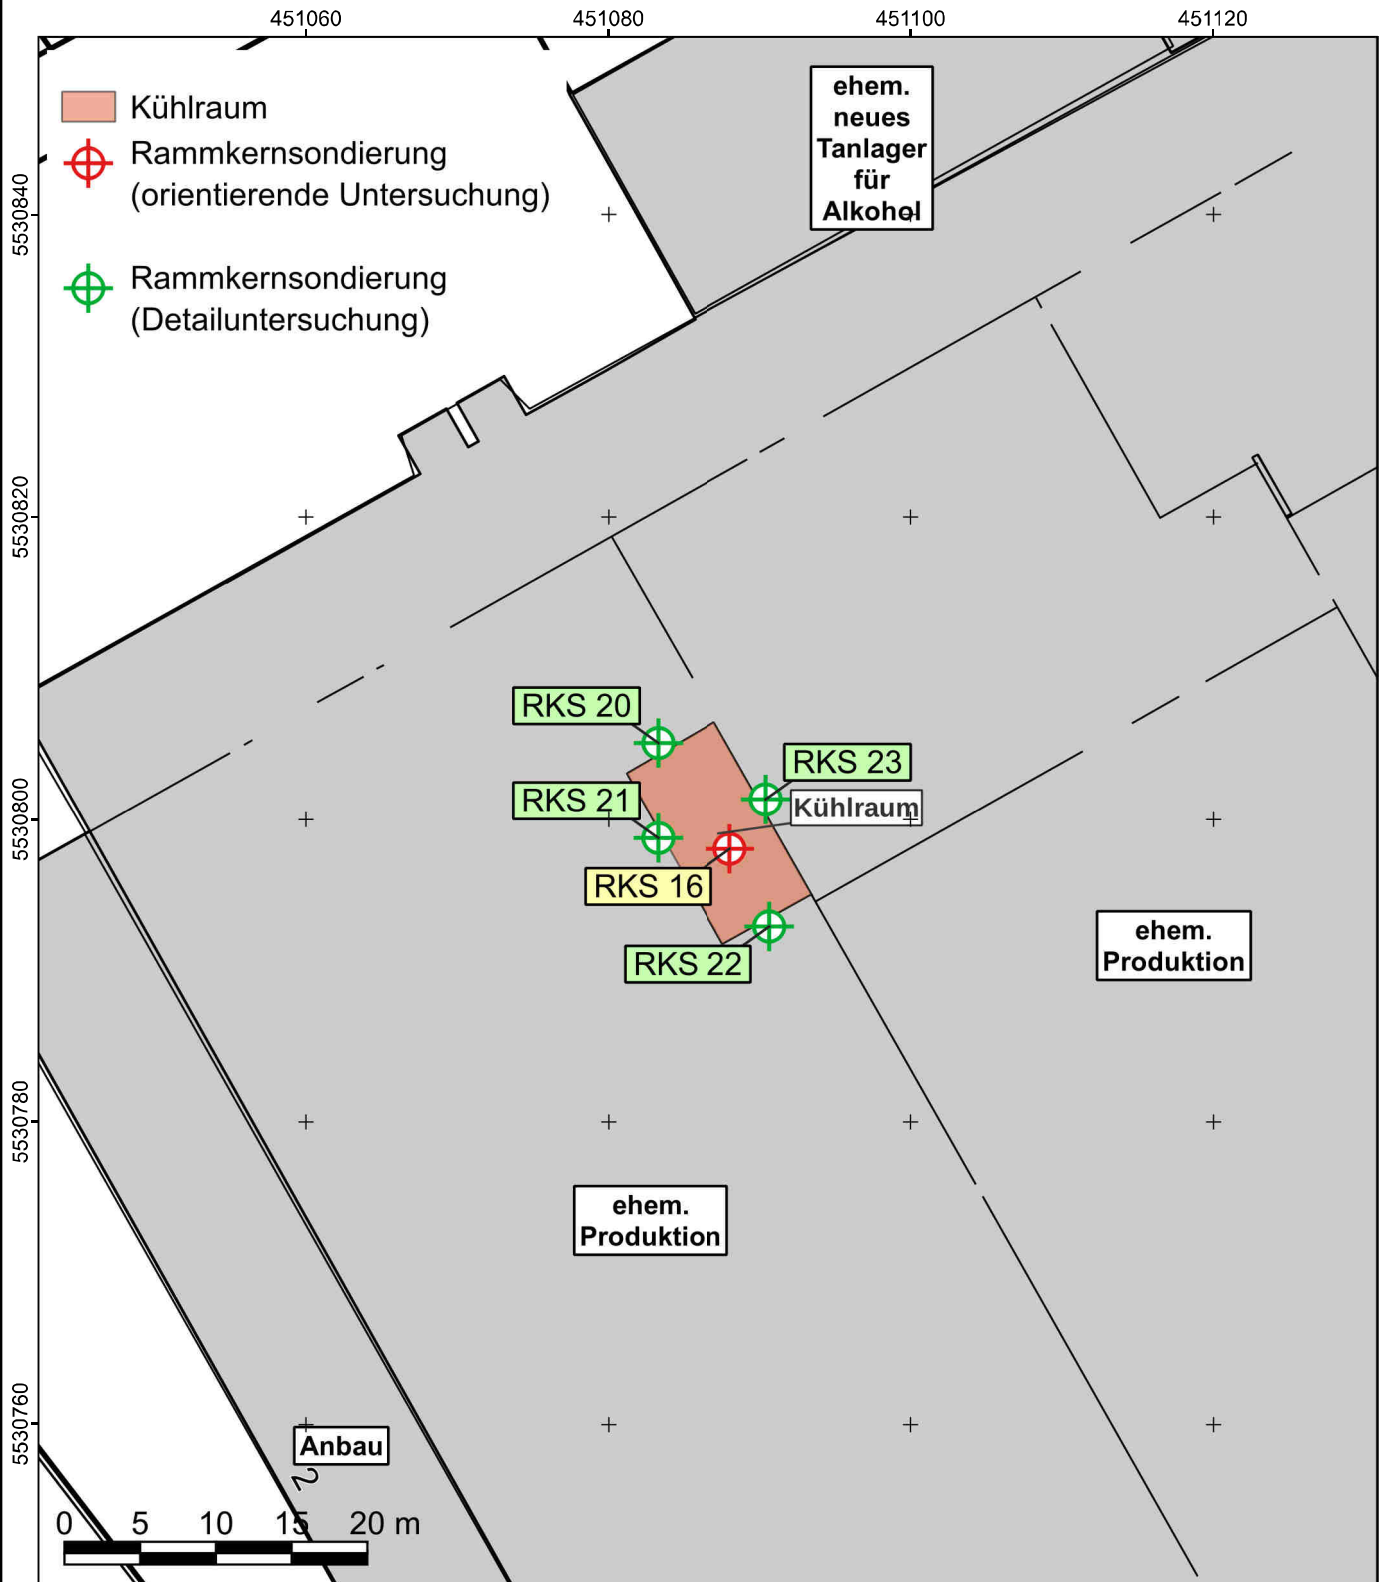 451060
451080
451100
451120
5530840
5530820
5530800
5530780
5530760
Kühlraum
Rammkernsondierung
(orientierende Untersuchung)
Rammkernsondierung
(Detailuntersuchung)
ehem.
neues
Tanlager
für
Alkohol
RKS 20
RKS 23
RKS 21
Kühlraum
RKS 16
RKS 22
ehem.
Produktion
ehem.
Produktion
Anbau
2
0 5 10 15 20 m